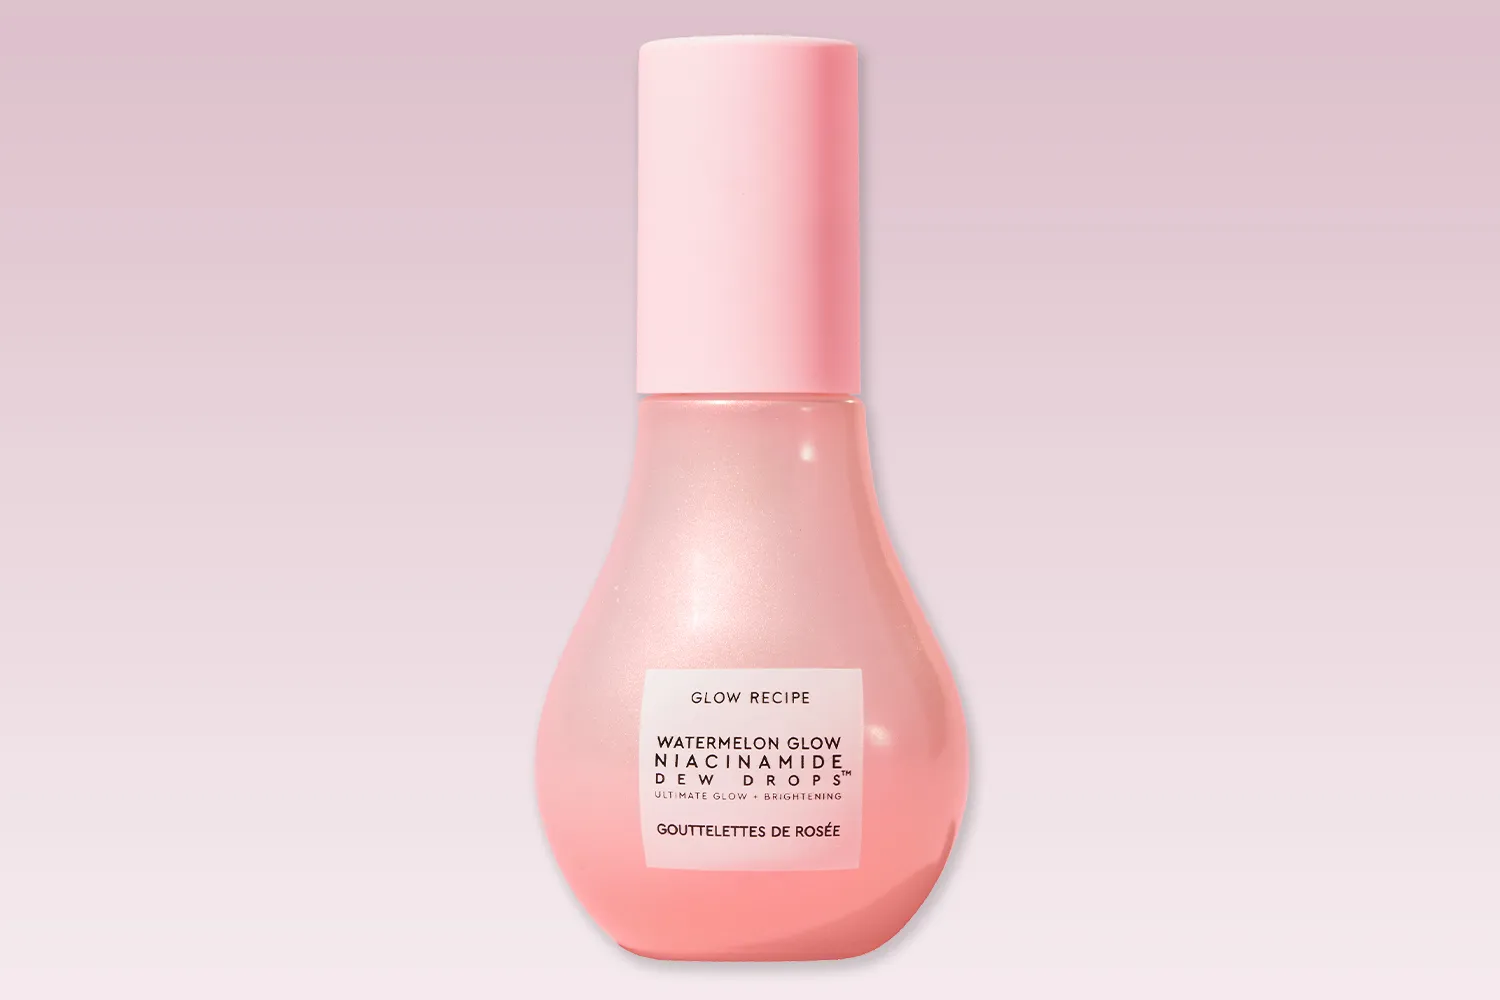 GLOW RECIPE
WATERMELON GLOW
NIACINAMIDE
DEW DROPS™
ULTIMATE GLOW + BRIGHTENING
GOUTTELETTES DE ROSÉE